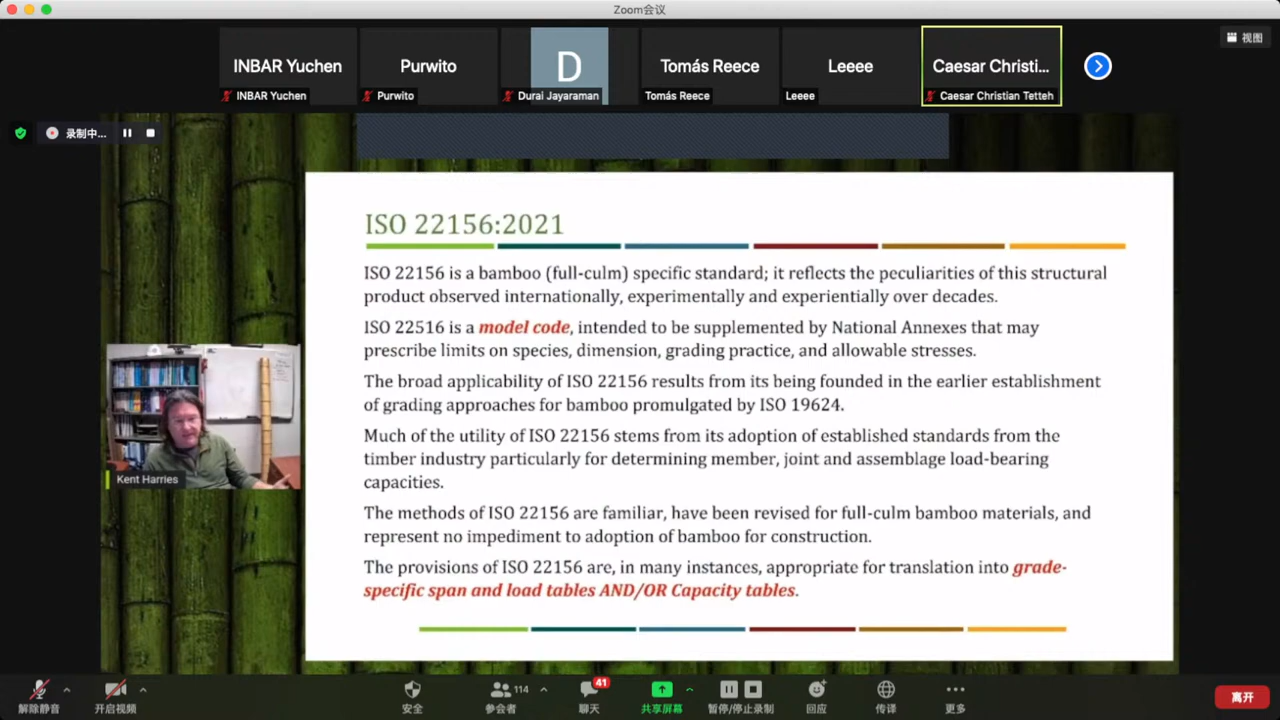 Zoom会议
INBAR Yuchen
Purwito
D
Tomás Reece
Leeee
Caesar Christi...
视图
INBAR Yuchen
Purwito
Durai Jayaraman
Tomás Reece
Leeee
Caesar Christian Tetteh
录制中...
ISO 22156:2021
ISO 22156 is a bamboo (full-culm) specific standard; it reflects the peculiarities of this structural
product observed internationally, experimentally and experientially over decades.
ISO 22516 is a model code, intended to be supplemented by National Annexes that may
prescribe limits on species, dimension, grading practice, and allowable stresses.
The broad applicability of ISO 22156 results from its being founded in the earlier establishment
of grading approaches for bamboo promulgated by ISO 19624.
Much of the utility of ISO 22156 stems from its adoption of established standards from the
timber industry particularly for determining member, joint and assemblage load-bearing
capacities.
The methods of ISO 22156 are familiar, have been revised for full-culm bamboo materials, and
represent no impediment to adoption of bamboo for construction.
The provisions of ISO 22156 are, in many instances, appropriate for translation into grade-
specific span and load tables AND/OR Capacity tables.
Kent Harries
114
41
解除静音
开启视频
安全
参会者
聊天
共享屏幕
暂停/停止录制
回应
传译
更多
离开